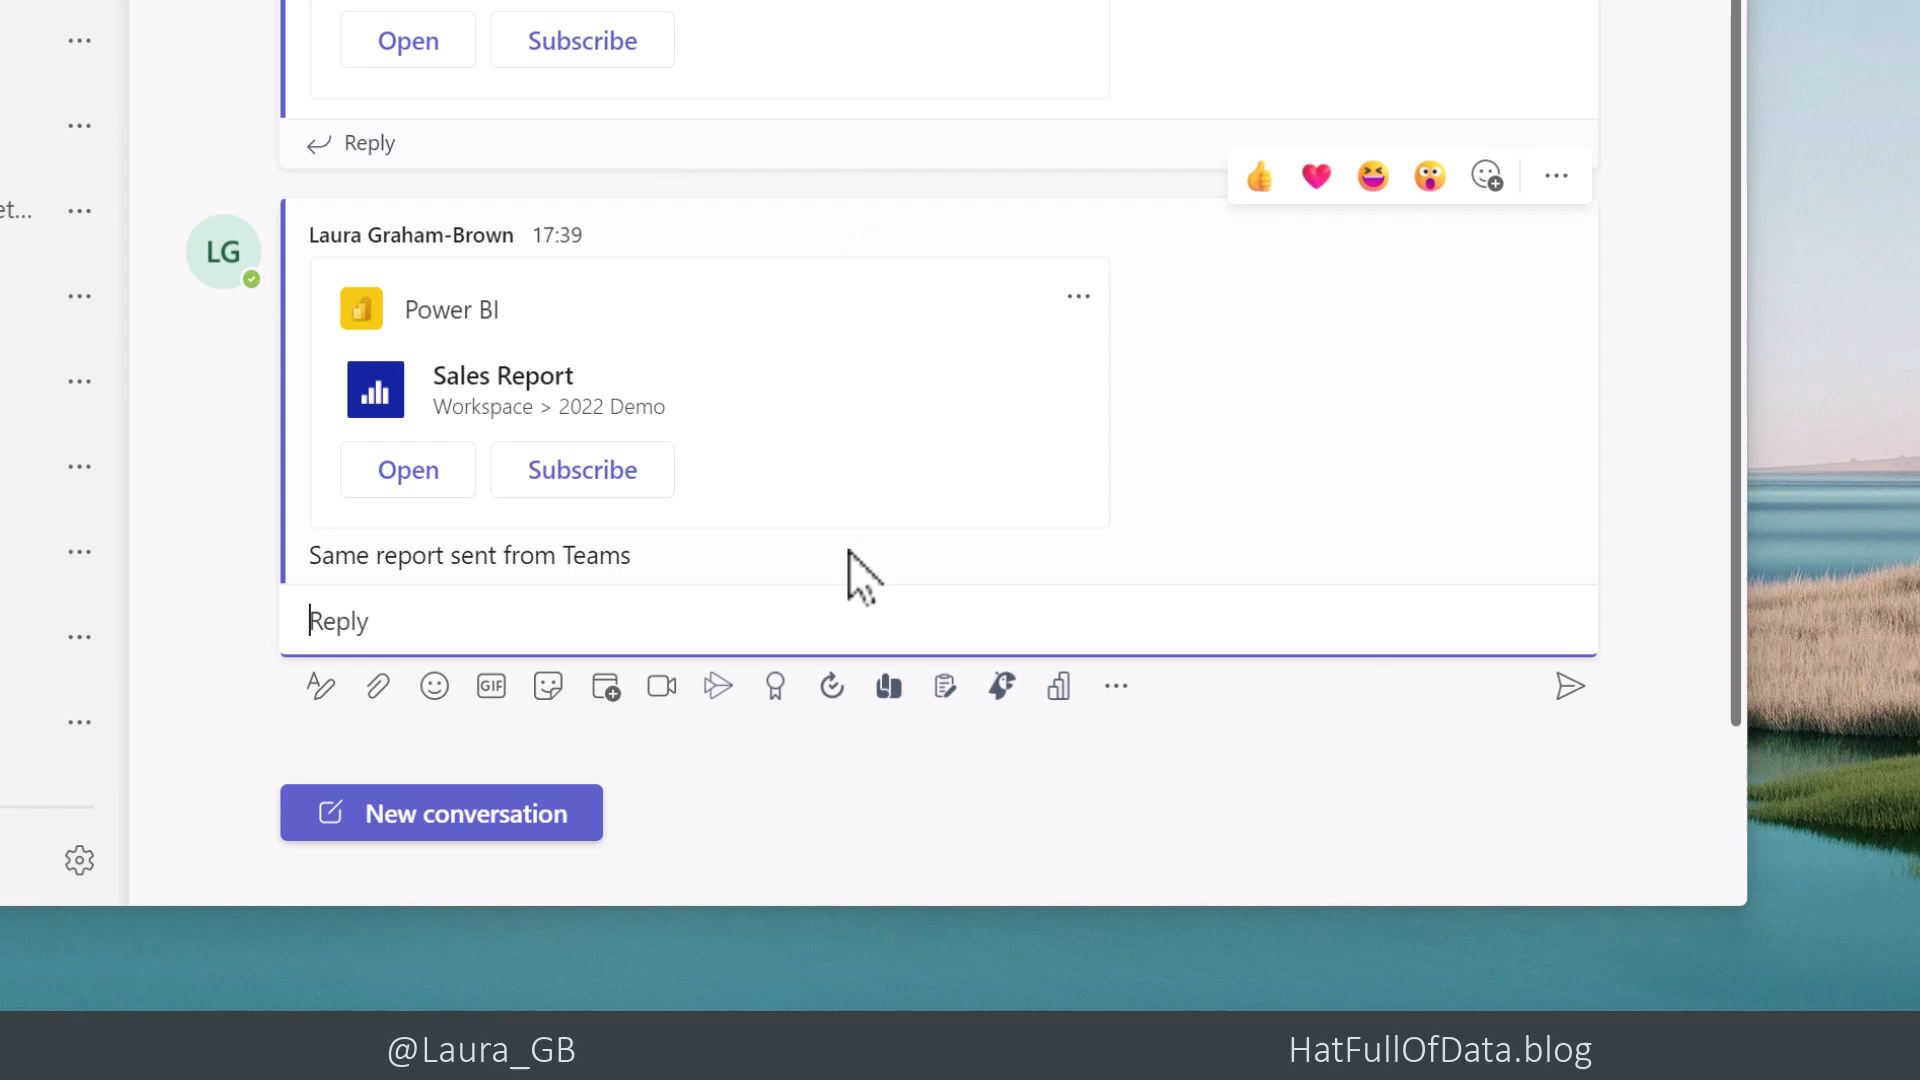 Open Subscribe
Reply
et...
LG
Laura Graham-Brown 17:39
Power BI
Sales Report
Workspace > 2022 Demo
Open Subscribe
Same report sent from Teams
Reply
GIF
New conversation
@Laura_GB HatFullOfData.blog